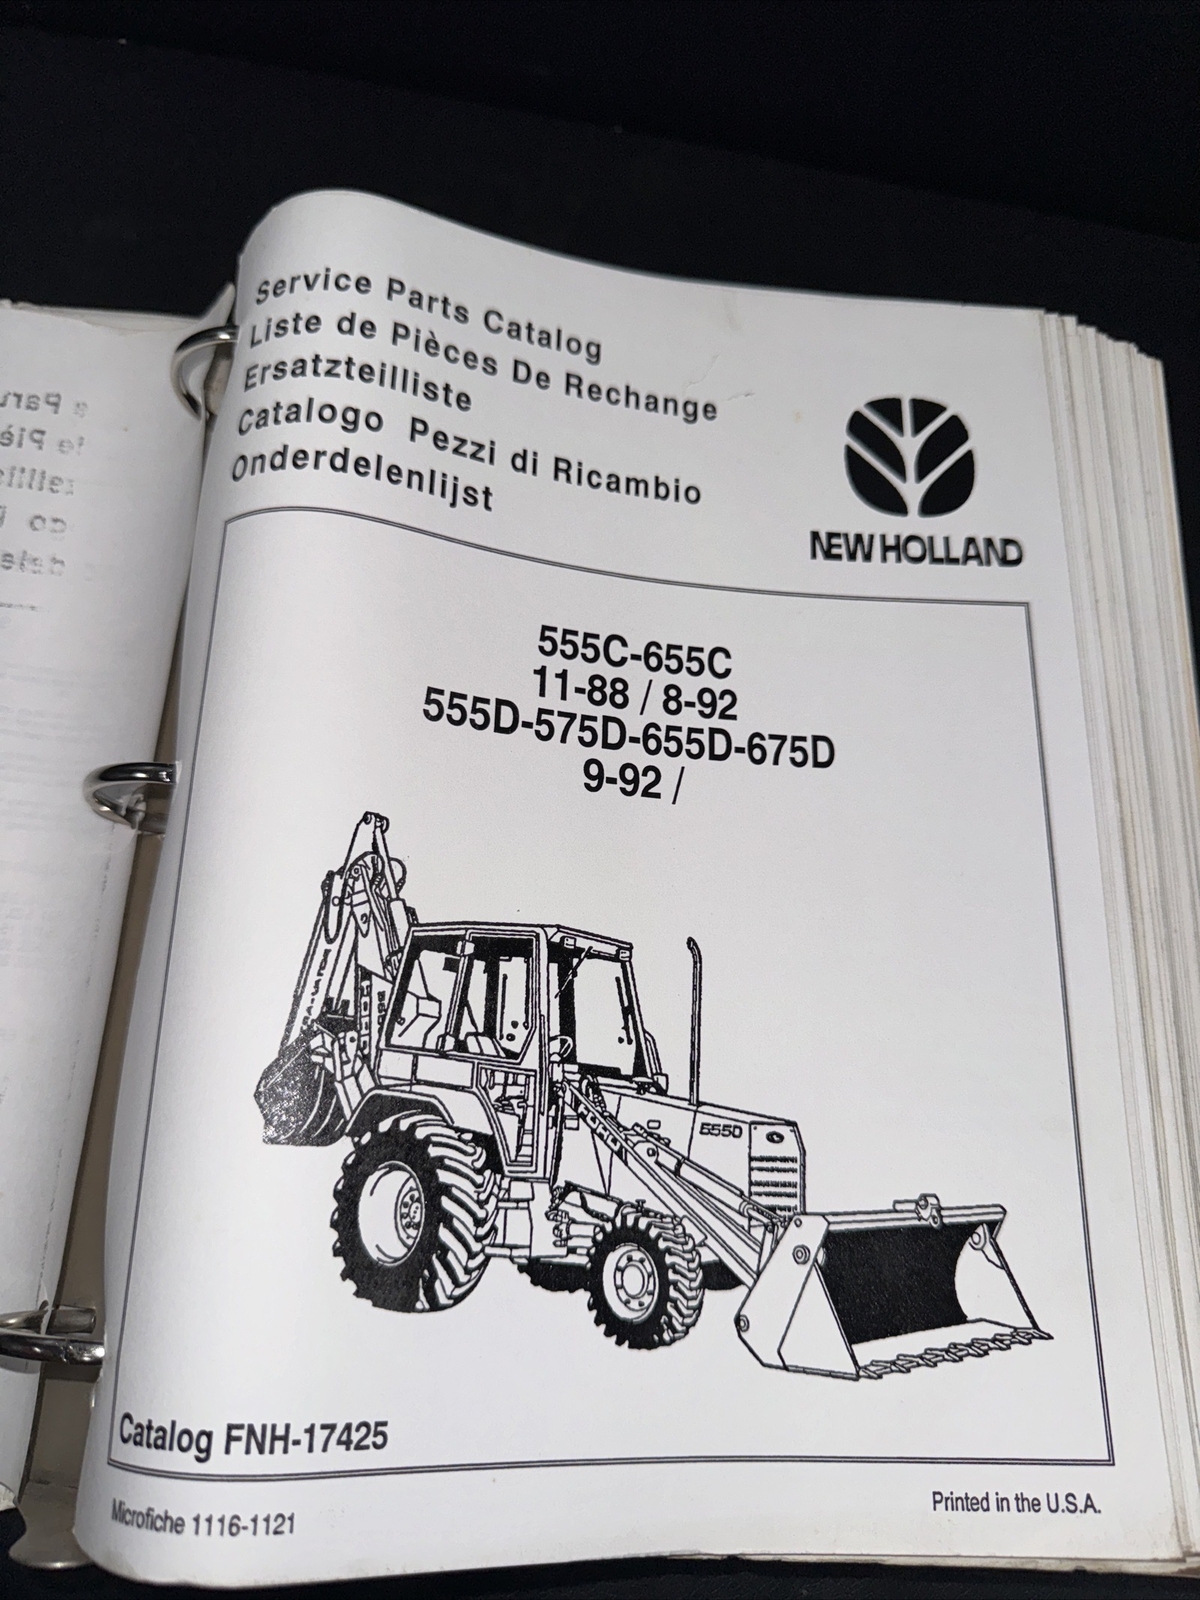 Service Parts Catalog
Liste de Pièces De Rechange
Ersatzteilliste
Catalogo Pezzi di Ricambio
Onderdelenlijst
NEW HOLLAND
555C-655C
11-88 / 8-92
555D-575D-655D-675D
9-92 /
555D
Catalog FNH-17425
Microfiche 1116-1121
Printed in the U.S.A.